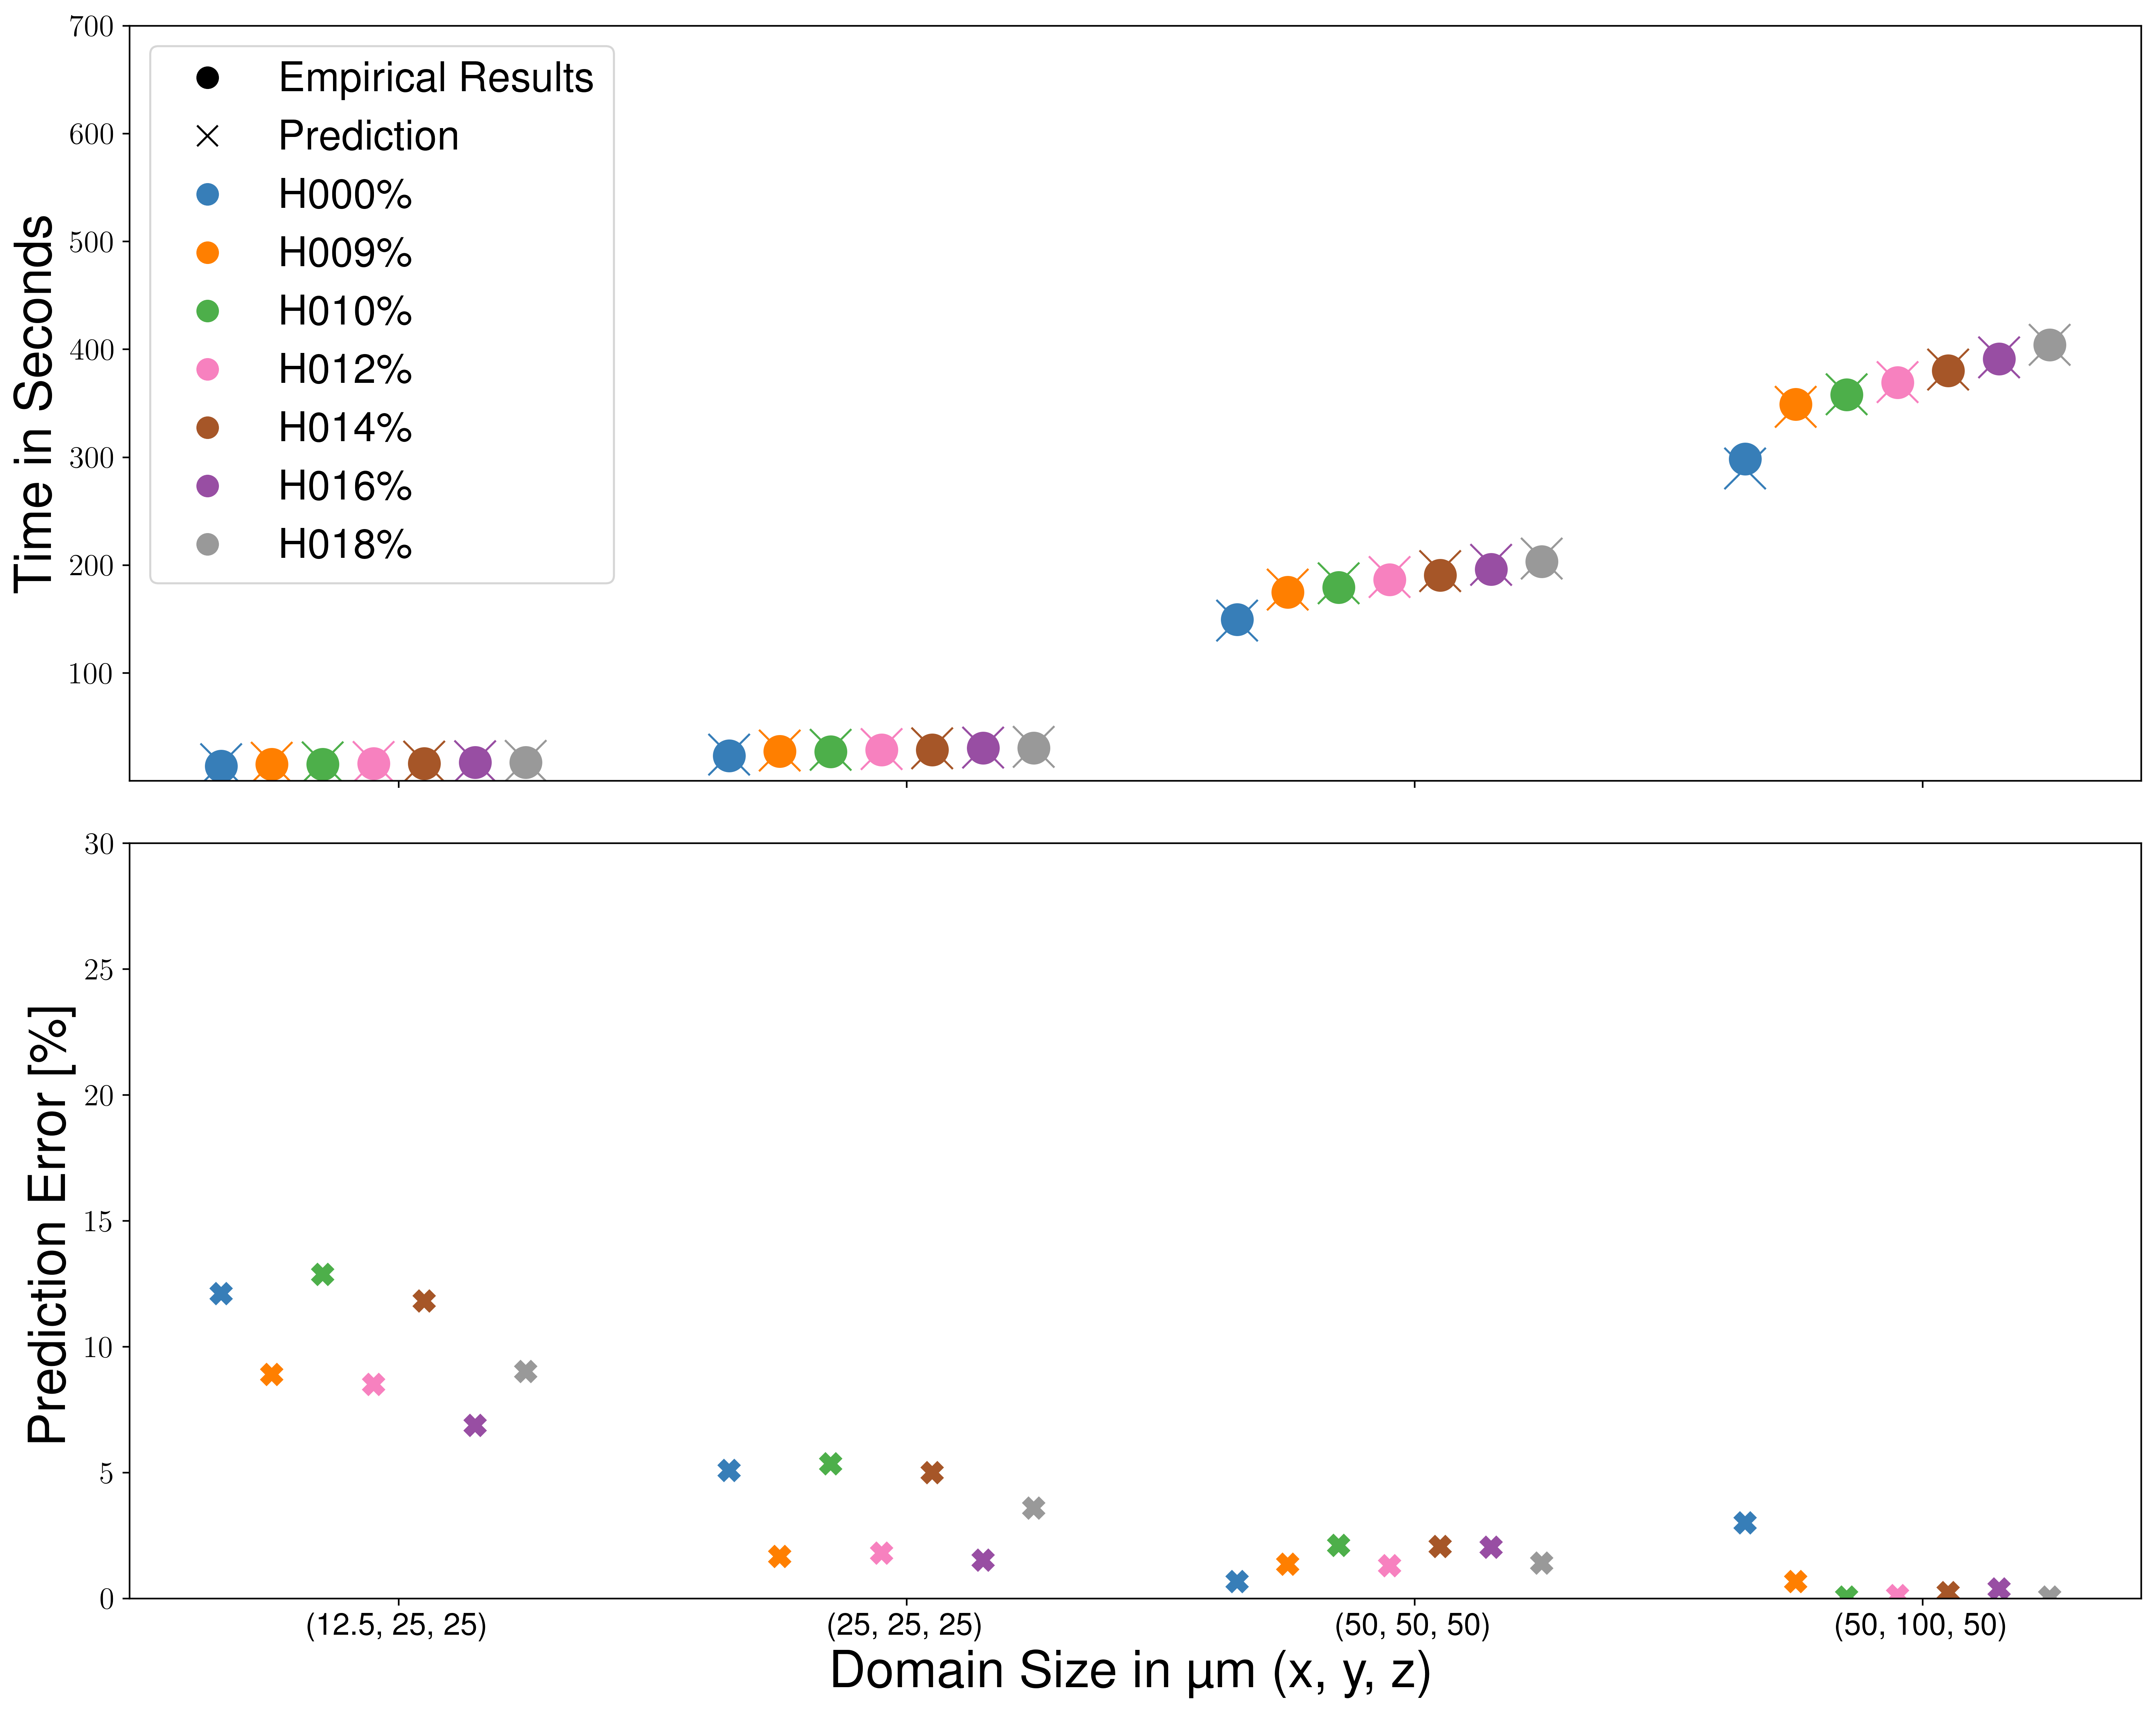 700
600
500
400
300
200
100
Time in Seconds
Empirical Results
Prediction
H000%
H009%
H010%
H012%
H014%
H016%
H018%
30
25
20
15
10
5
0
Prediction Error [%]
(12.5, 25, 25)
(25, 25, 25)
(50, 50, 50)
(50, 100, 50)
Domain Size in µm (x, y, z)